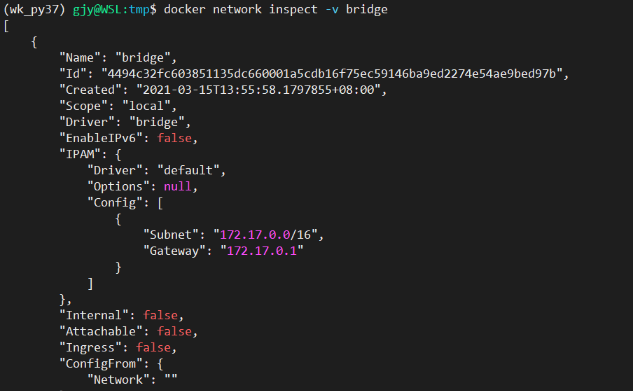 (wk_py37) gjy@WSL:tmp$ docker network inspect -v bridge
[
    {
        "Name": "bridge",
        "Id": "4494c32fc603851135dc660001a5cdb16f75ec59146ba9ed2274e54ae9bed97b",
        "Created": "2021-03-15T13:55:58.1797855+08:00",
        "Scope": "local",
        "Driver": "bridge",
        "EnableIPv6": false,
        "IPAM": {
            "Driver": "default",
            "Options": null,
            "Config": [
                {
                    "Subnet": "172.17.0.0/16",
                    "Gateway": "172.17.0.1"
                }
            ]
        },
        "Internal": false,
        "Attachable": false,
        "Ingress": false,
        "ConfigFrom": {
            "Network": ""